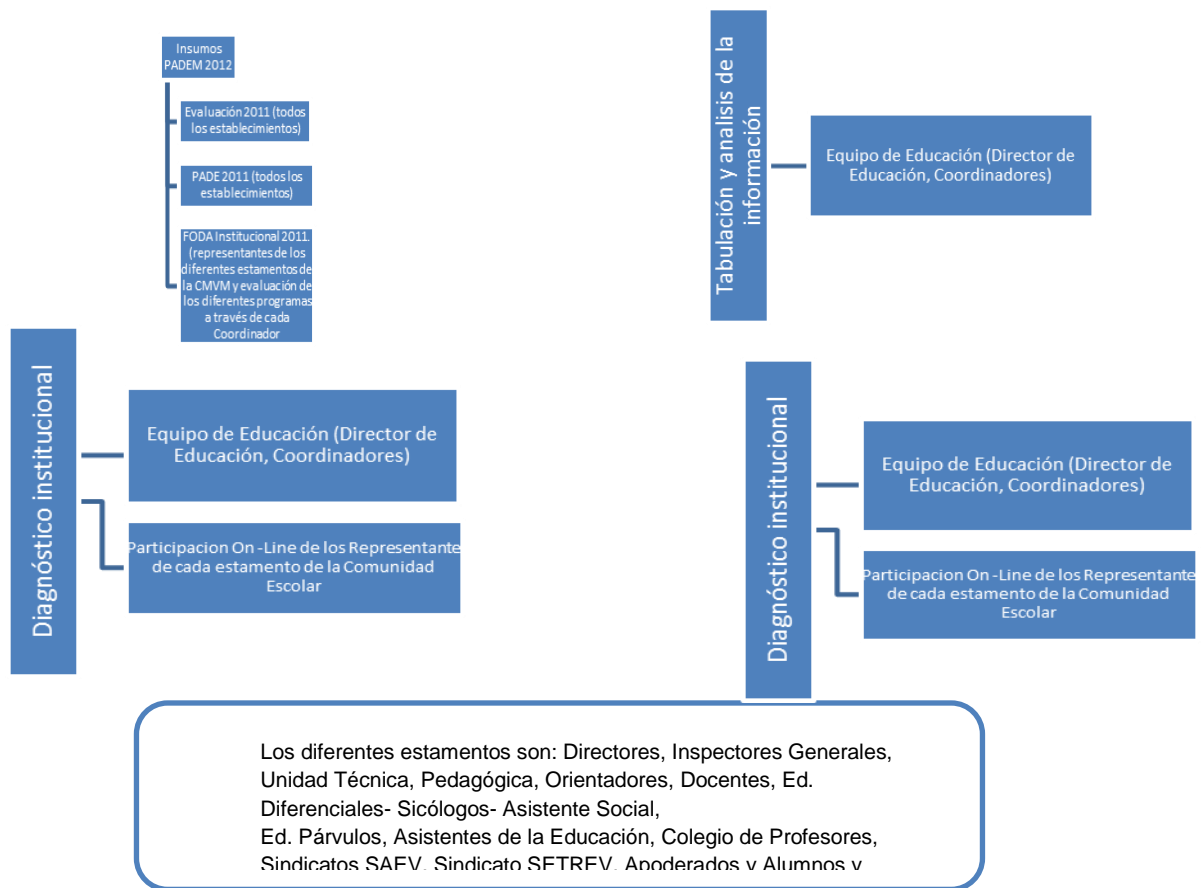 Insumos
PADEM 2012
Evaluación 2011 (todos
los establecimientos)
PADE 2011 (todos los
establecimientos)
FODA Institucional 2011.
(representantes de los
diferentes estamentos de
la CMVM y evaluación de
los diferentes programas
a través de cada
Coordinador
Tabulación y analisis de la
información
Equipo de Educación (Director de
Educación, Coordinadores)
Diagnóstico institucional
Equipo de Educación (Director de
Educación, Coordinadores)
Participacion On -Line de los Representante
de cada estamento de la Comunidad
Escolar
Diagnóstico institucional
Equipo de Educación (Director de
Educación, Coordinadores)
Participacion On -Line de los Representante
de cada estamento de la Comunidad
Escolar
Los diferentes estamentos son: Directores, Inspectores Generales,
Unidad Técnica, Pedagógica, Orientadores, Docentes, Ed.
Diferenciales- Sicólogos- Asistente Social,
Ed. Párvulos, Asistentes de la Educación, Colegio de Profesores,
Sindicatos SAEV, Sindicato SETREV, Apoderados y Alumnos y